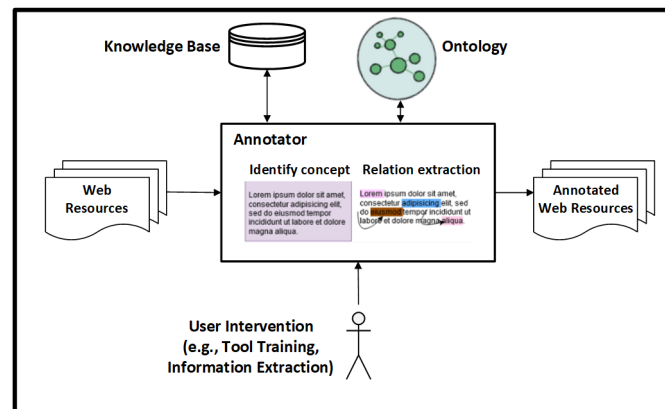 Knowledge Base
Ontology
Annotator
Identify concept
Lorem ipsum dolor sit amet,
consectetur adipisicing elit,
sed do eiusmod tempor
incididunt ut labore et dolore
magna aliqua.
Relation extraction
Lorem ipsum dolor sit amet,
consectetur adipisicing elit, sed
do eiusmod tempor incididunt ut
labore et dolore magna aliqua.
Web
Resources
Annotated
Web Resources
User Intervention
(e.g., Tool Training,
Information Extraction)